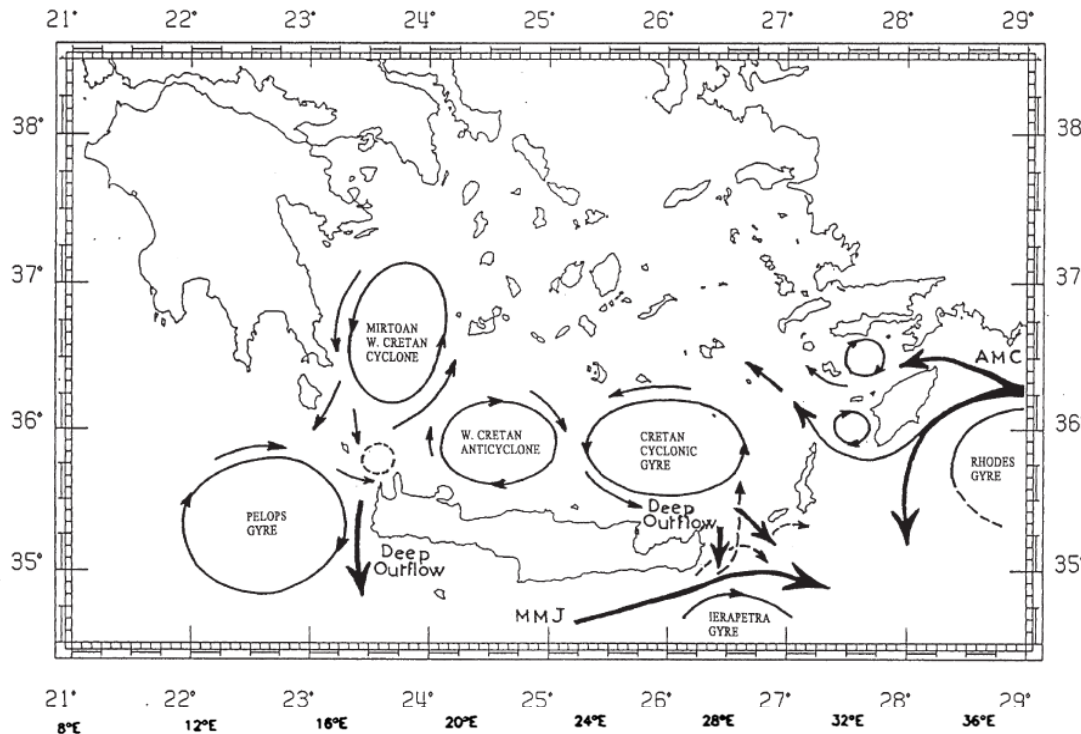 21° 22° 23° 24° 25° 26° 27° 28° 29°
38° 38°
37° 37°
MIRTOAN
W. CRETAN
CYCLONE
AMC
36° 36°
W. CRETAN
ANTICYCLONE
CRETAN
CYCLONIC
GYRE
RHODES
GYRE
PELOPS
GYRE
Deep
Outflow
Deep
Outflow
35° 35°
MMJ
IERAPETRA
GYRE
21° 22° 23° 24° 25° 26° 27° 28° 29°
8°E 12°E 16°E 20°E 24°E 28°E 32°E 36°E